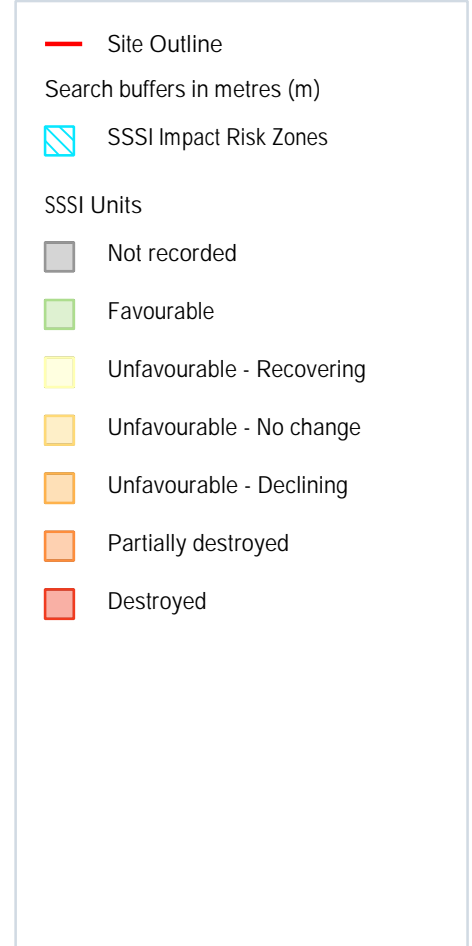 Site Outline
Search buffers in metres (m)
SSSI Impact Risk Zones
SSSI Units
Not recorded
Favourable
Unfavourable - Recovering
Unfavourable - No change
Unfavourable - Declining
Partially destroyed
Destroyed